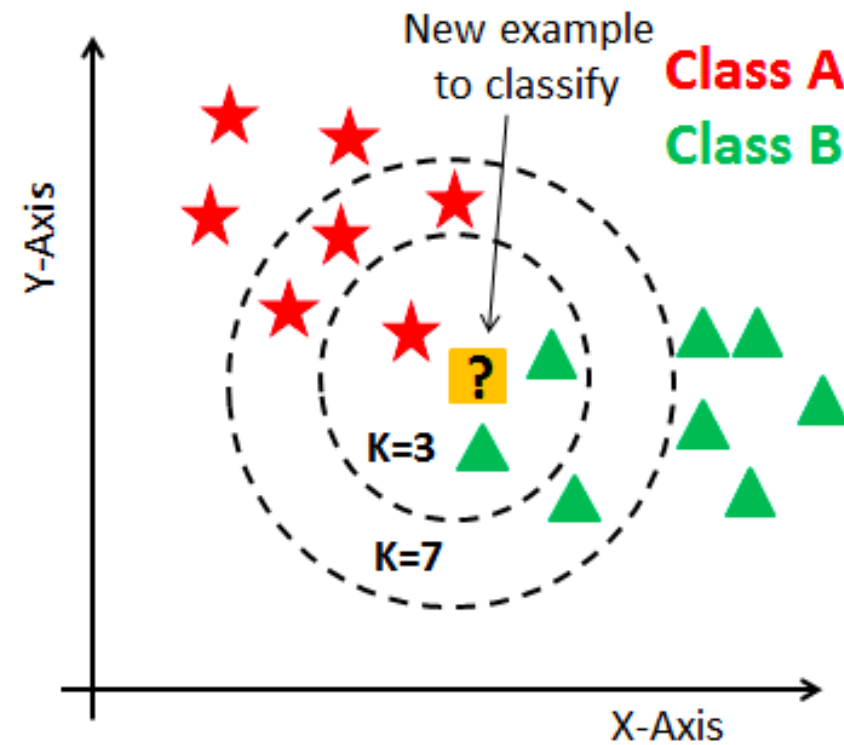 New example
to classify
Class A
Class B
Y-Axis
?
K=3
K=7
X-Axis